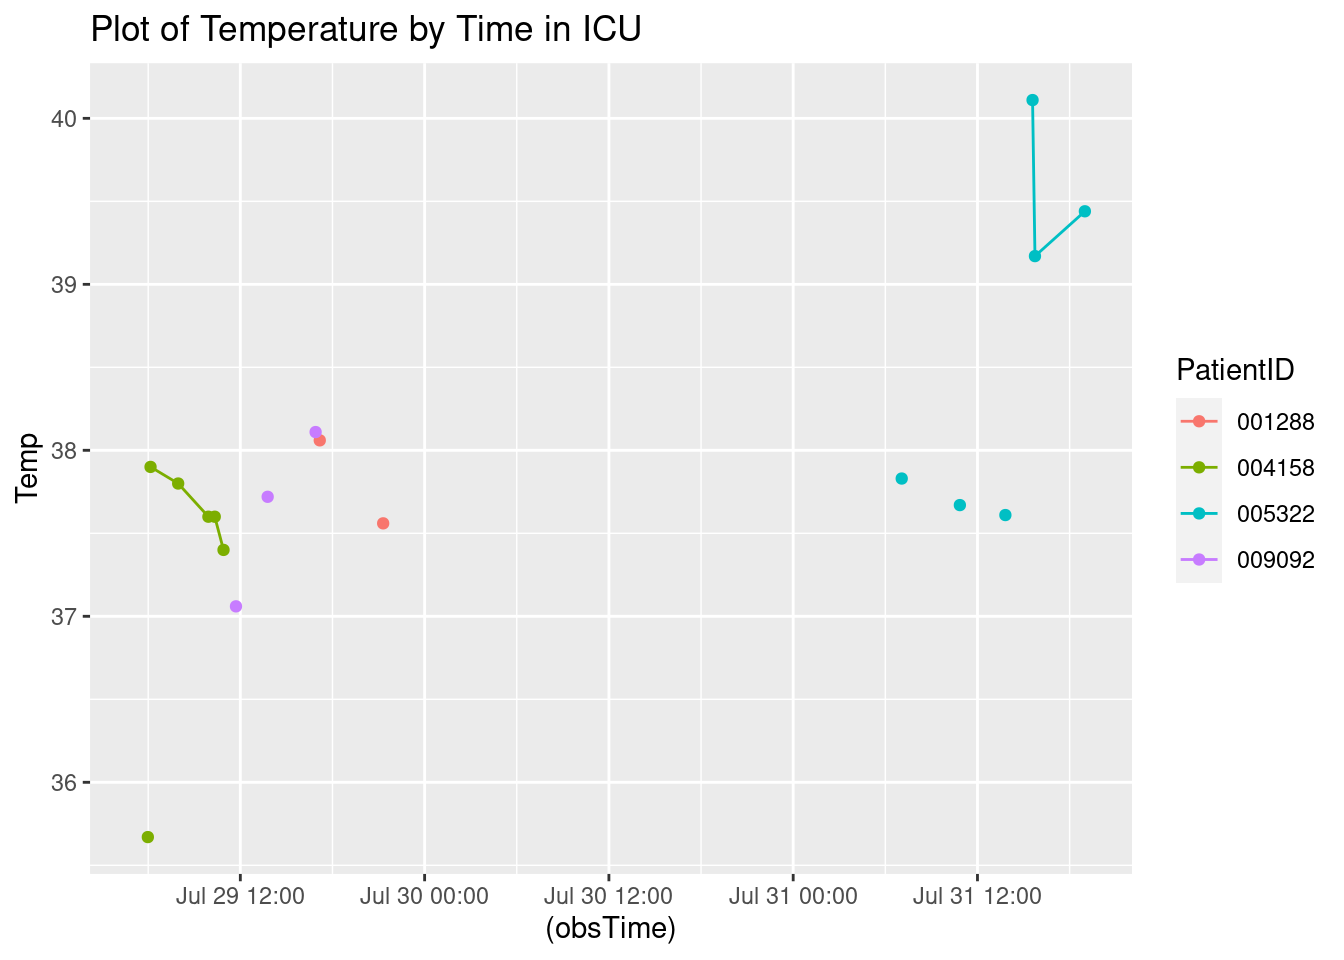 Plot of Temperature by Time in ICU
40
39
38
37
36
Temp
Jul 29 12:00
Jul 30 00:00
Jul 30 12:00
Jul 31 00:00
Jul 31 12:00
(obsTime)
PatientID
001288
004158
005322
009092